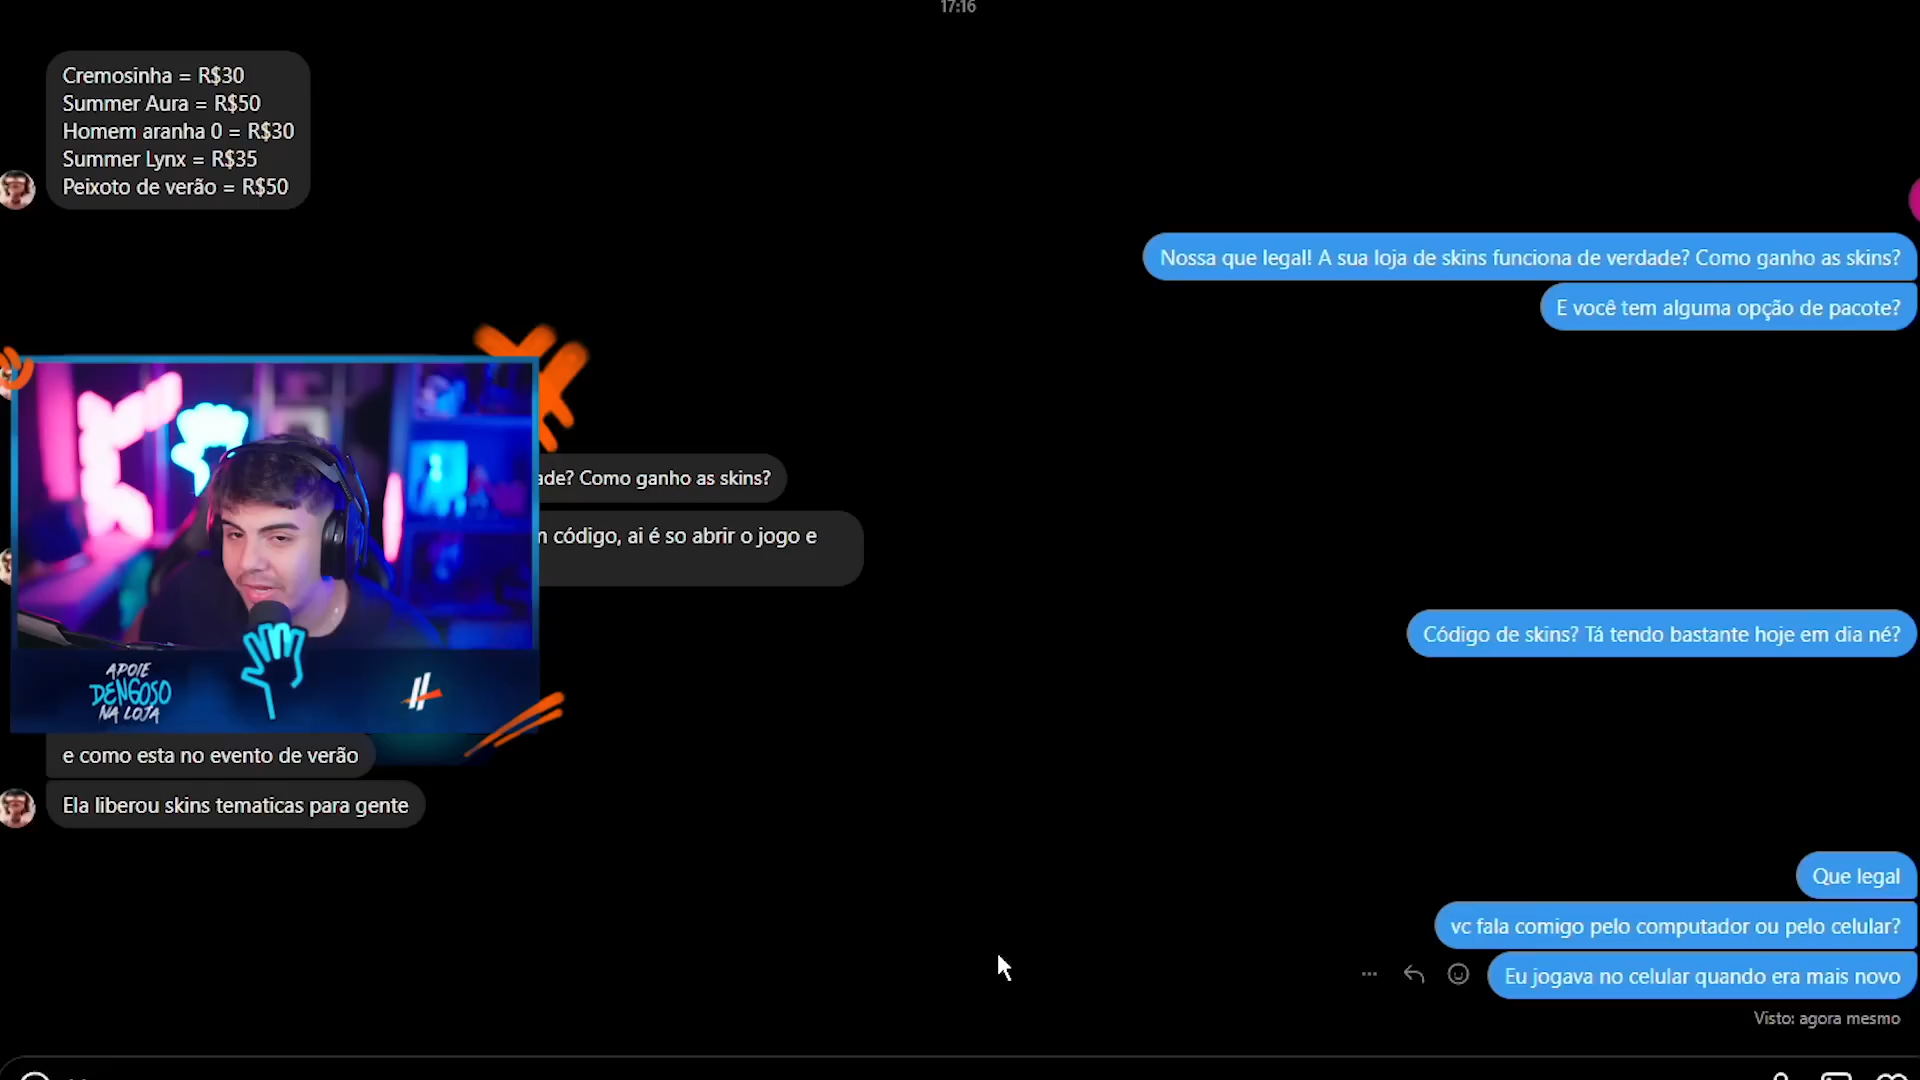 17:16
Cremosinha = R$30
Summer Aura = R$50
Homem aranha 0 = R$30
Summer Lynx = R$35
Peixoto de verão = R$50
Nossa que legal! A sua loja de skins funciona de verdade? Como ganho as skins?
E você tem alguma opção de pacote?
ade? Como ganho as skins?
código, ai é so abrir o jogo e
Código de skins? Tá tendo bastante hoje em dia né?
APOIE
DENGOSO
NA LOJA
e como esta no evento de verão
Ela liberou skins tematicas para gente
Que legal
vc fala comigo pelo computador ou pelo celular?
Eu jogava no celular quando era mais novo
Visto: agora mesmo